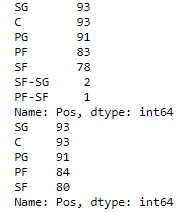 SG 93
C 93
PG 91
PF 83
SF 78
SF-SG 2
PF-SF 1
Name: Pos, dtype: int64
SG 93
C 93
PG 91
PF 84
SF 80
Name: Pos, dtype: int64